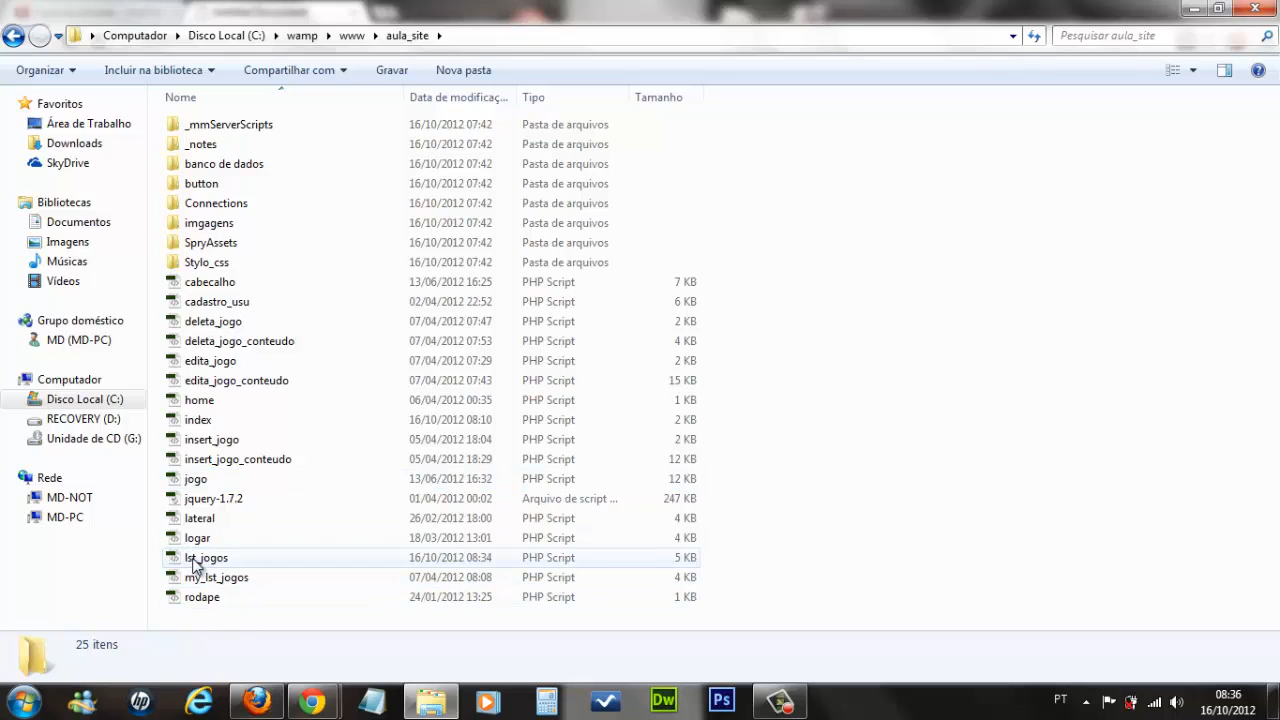 Computador Disco Local (C:) wamp www aula_site Pesquisar aula_site
Organizar Incluir na biblioteca Compartilhar com Gravar Nova pasta
Nome Data de modificaç... Tipo Tamanho
Favoritos
Área de Trabalho
Downloads
SkyDrive
Bibliotecas
Documentos
Imagens
Músicas
Vídeos
Grupo doméstico
MD (MD-PC)
Computador
Disco Local (C:)
RECOVERY (D:)
Unidade de CD (G:)
Rede
MD-NOT
MD-PC
_mmServerScripts 16/10/2012 07:42 Pasta de arquivos
_notes 16/10/2012 07:42 Pasta de arquivos
banco de dados 16/10/2012 07:42 Pasta de arquivos
button 16/10/2012 07:42 Pasta de arquivos
Connections 16/10/2012 07:42 Pasta de arquivos
imgagens 16/10/2012 07:42 Pasta de arquivos
SpryAssets 16/10/2012 07:42 Pasta de arquivos
Stylo_css 16/10/2012 07:42 Pasta de arquivos
cabecalho 13/06/2012 16:25 PHP Script 7 KB
cadastro_usu 02/04/2012 22:52 PHP Script 6 KB
deleta_jogo 07/04/2012 07:47 PHP Script 2 KB
deleta_jogo_conteudo 07/04/2012 07:53 PHP Script 4 KB
edita_jogo 07/04/2012 07:29 PHP Script 2 KB
edita_jogo_conteudo 07/04/2012 07:43 PHP Script 15 KB
home 06/04/2012 00:35 PHP Script 1 KB
index 16/10/2012 08:10 PHP Script 2 KB
insert_jogo 05/04/2012 18:04 PHP Script 2 KB
insert_jogo_conteudo 05/04/2012 18:29 PHP Script 12 KB
jogo 13/06/2012 16:32 PHP Script 12 KB
jquery-1.7.2 01/04/2012 00:02 Arquivo de script ... 247 KB
lateral 26/02/2012 18:00 PHP Script 4 KB
logar 18/03/2012 13:01 PHP Script 4 KB
lst_jogos 16/10/2012 08:34 PHP Script 5 KB
my_lst_jogos 07/04/2012 08:08 PHP Script 4 KB
rodape 24/01/2012 13:25 PHP Script 1 KB
25 itens
hp Dw Ps PT 08:36
16/10/2012